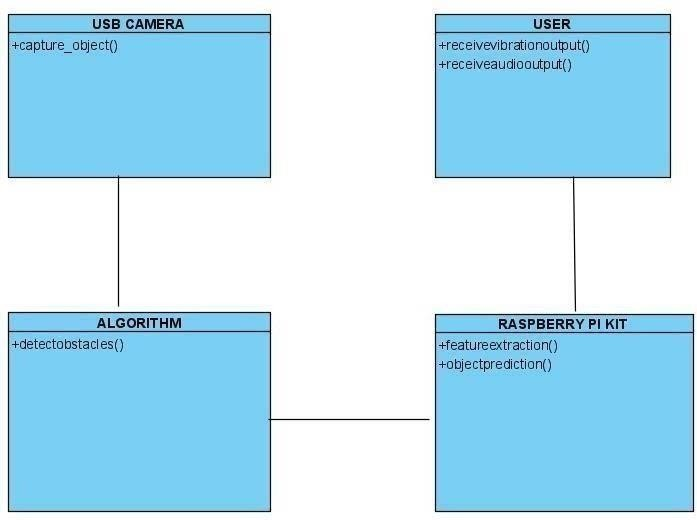 USB CAMERA
+capture_object()
USER
+receivevibrationoutput()
+receiveaudiooutput()
ALGORITHM
+detectobstacles()
RASPBERRY PI KIT
+featureextraction()
+objectprediction()